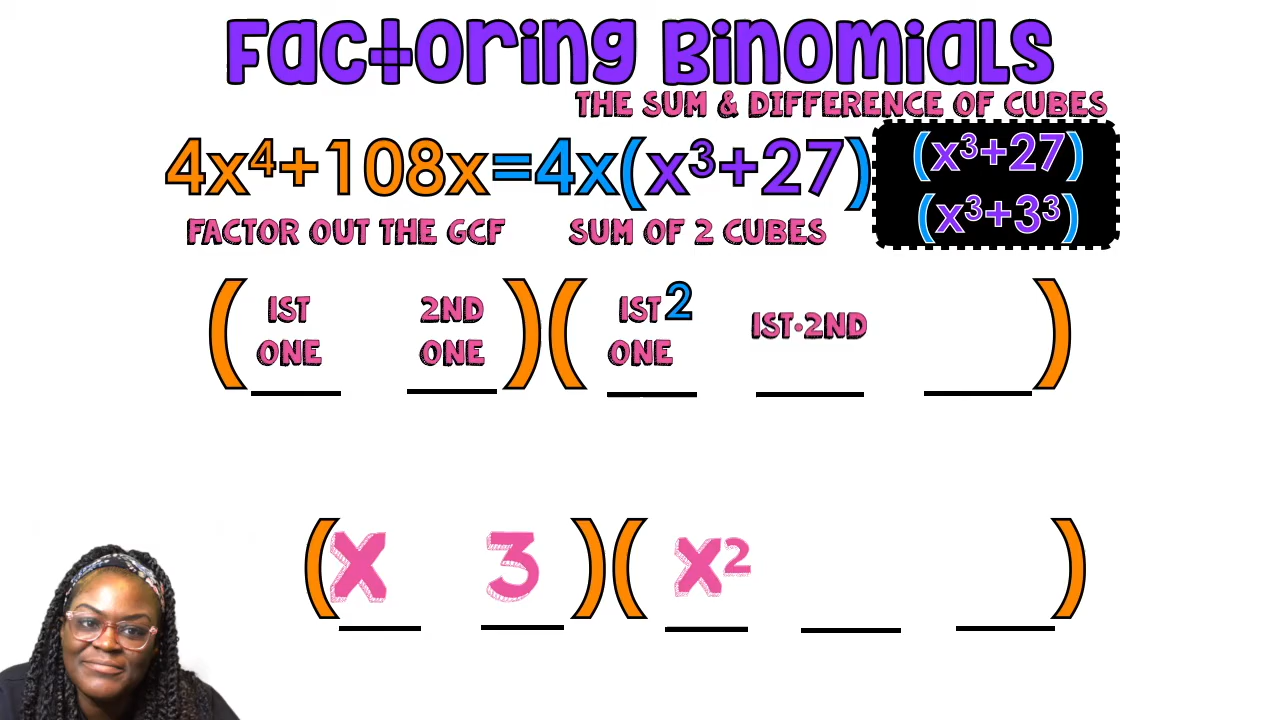 Factoring Binomials
THE SUM & DIFFERENCE OF CUBES
4x⁴+108x=4x(x³+27)
(x³+27)
(x³+3³)
FACTOR OUT THE GCF
SUM OF 2 CUBES
( 1ST ONE 2ND ONE )( 1ST ONE 2 1ST·2ND )
( X 3 )( X² )